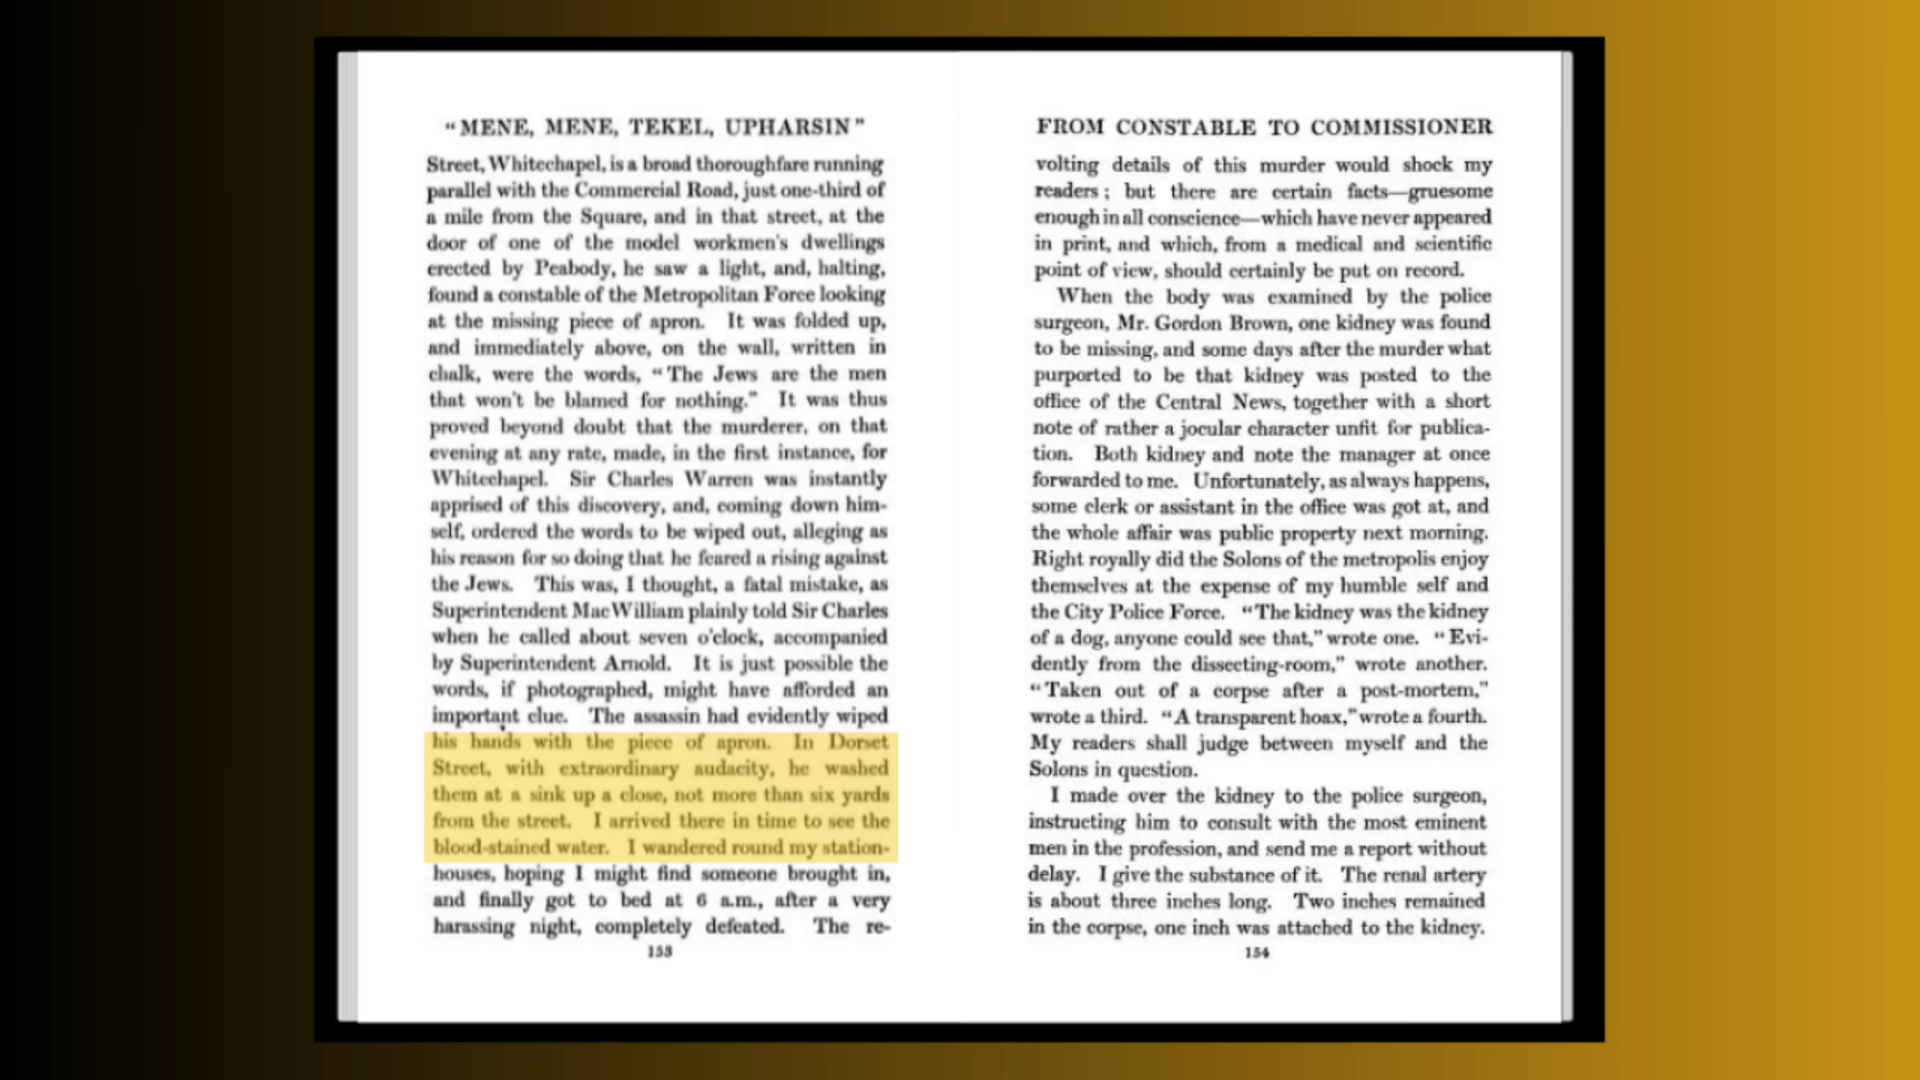 "MENE, MENE, TEKEL, UPHARSIN"
Street, Whitechapel, is a broad thoroughfare running
parallel with the Commercial Road, just one-third of
a mile from the Square, and in that street, at the
door of one of the model workmen's dwellings
erected by Peabody, he saw a light, and, halting,
found a constable of the Metropolitan Force looking
at the missing piece of apron. It was folded up,
and immediately above, on the wall, written in
chalk, were the words, "The Jews are the men
that won't be blamed for nothing." It was thus
proved beyond doubt that the murderer, on that
evening at any rate, made, in the first instance, for
Whitechapel. Sir Charles Warren was instantly
apprised of this discovery, and, coming down him-
self, ordered the words to be wiped out, alleging as
his reason for so doing that he feared a rising against
the Jews. This was, I thought, a fatal mistake, as
Superintendent MacWilliam plainly told Sir Charles
when he called about seven o'clock, accompanied
by Superintendent Arnold. It is just possible the
words, if photographed, might have afforded an
important clue. The assassin had evidently wiped
his hands with the piece of apron. In Dorset
Street, with extraordinary audacity, he washed
them at a sink up a close, not more than six yards
from the street. I arrived there in time to see the
blood-stained water. I wandered round my station-
houses, hoping I might find someone brought in,
and finally got to bed at 6 a.m., after a very
harassing night, completely defeated. The re-
153
FROM CONSTABLE TO COMMISSIONER
volting details of this murder would shock my
readers; but there are certain facts—gruesome
enough in all conscience—which have never appeared
in print, and which, from a medical and scientific
point of view, should certainly be put on record.
When the body was examined by the police
surgeon, Mr. Gordon Brown, one kidney was found
to be missing, and some days after the murder what
purported to be that kidney was posted to the
office of the Central News, together with a short
note of rather a jocular character unfit for publica-
tion. Both kidney and note the manager at once
forwarded to me. Unfortunately, as always happens,
some clerk or assistant in the office was got at, and
the whole affair was public property next morning.
Right royally did the Solons of the metropolis enjoy
themselves at the expense of my humble self and
the City Police Force. "The kidney was the kidney
of a dog, anyone could see that," wrote one. "Evi-
dently from the dissecting-room," wrote another.
"Taken out of a corpse after a post-mortem,"
wrote a third. "A transparent hoax," wrote a fourth.
My readers shall judge between myself and the
Solons in question.
I made over the kidney to the police surgeon,
instructing him to consult with the most eminent
men in the profession, and send me a report without
delay. I give the substance of it. The renal artery
is about three inches long. Two inches remained
in the corpse, one inch was attached to the kidney.
154